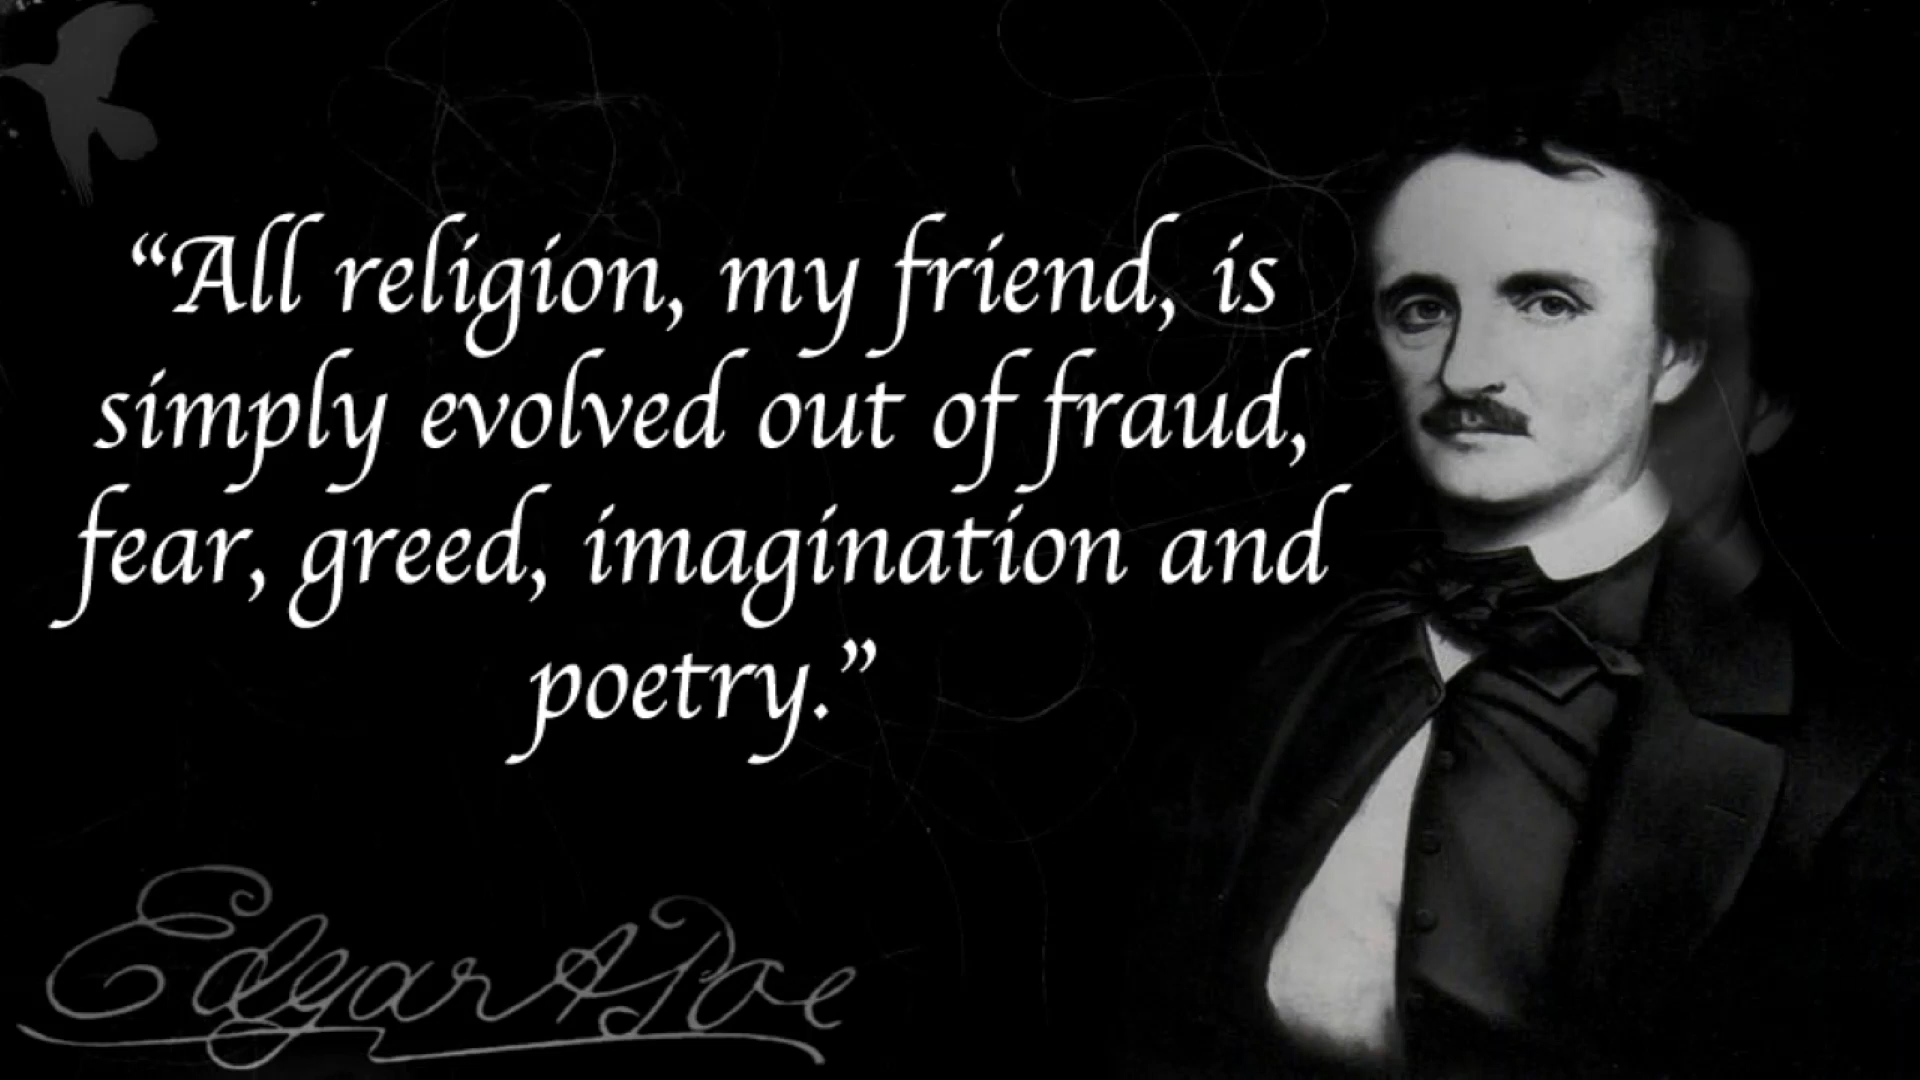 “All religion, my friend, is
simply evolved out of fraud,
fear, greed, imagination and
poetry.”
Edgar A Poe